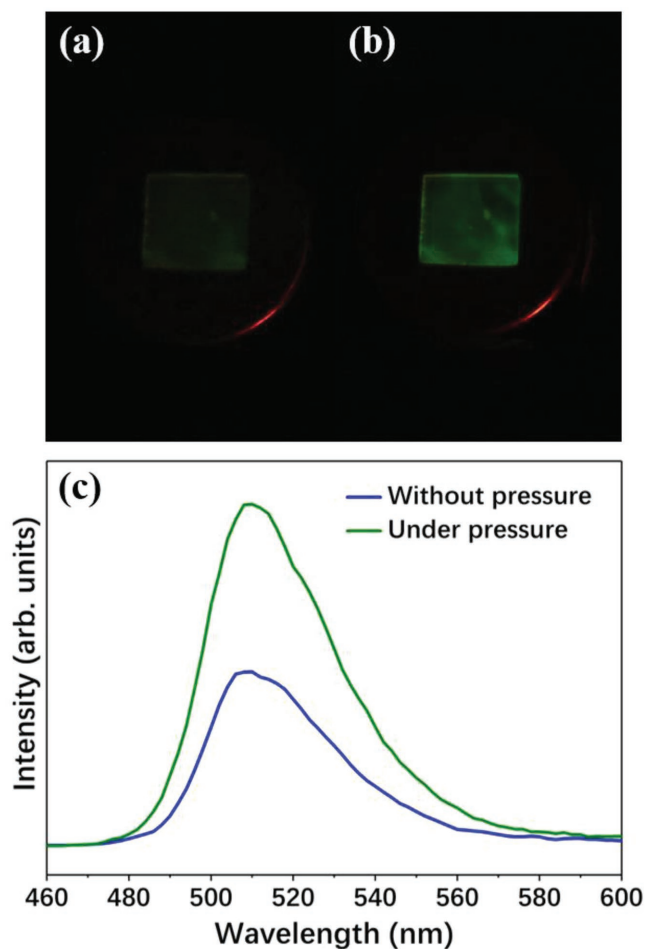 (a)
(b)
(c)
Without pressure
Under pressure
Intensity (arb. units)
460 480 500 520 540 560 580 600
Wavelength (nm)